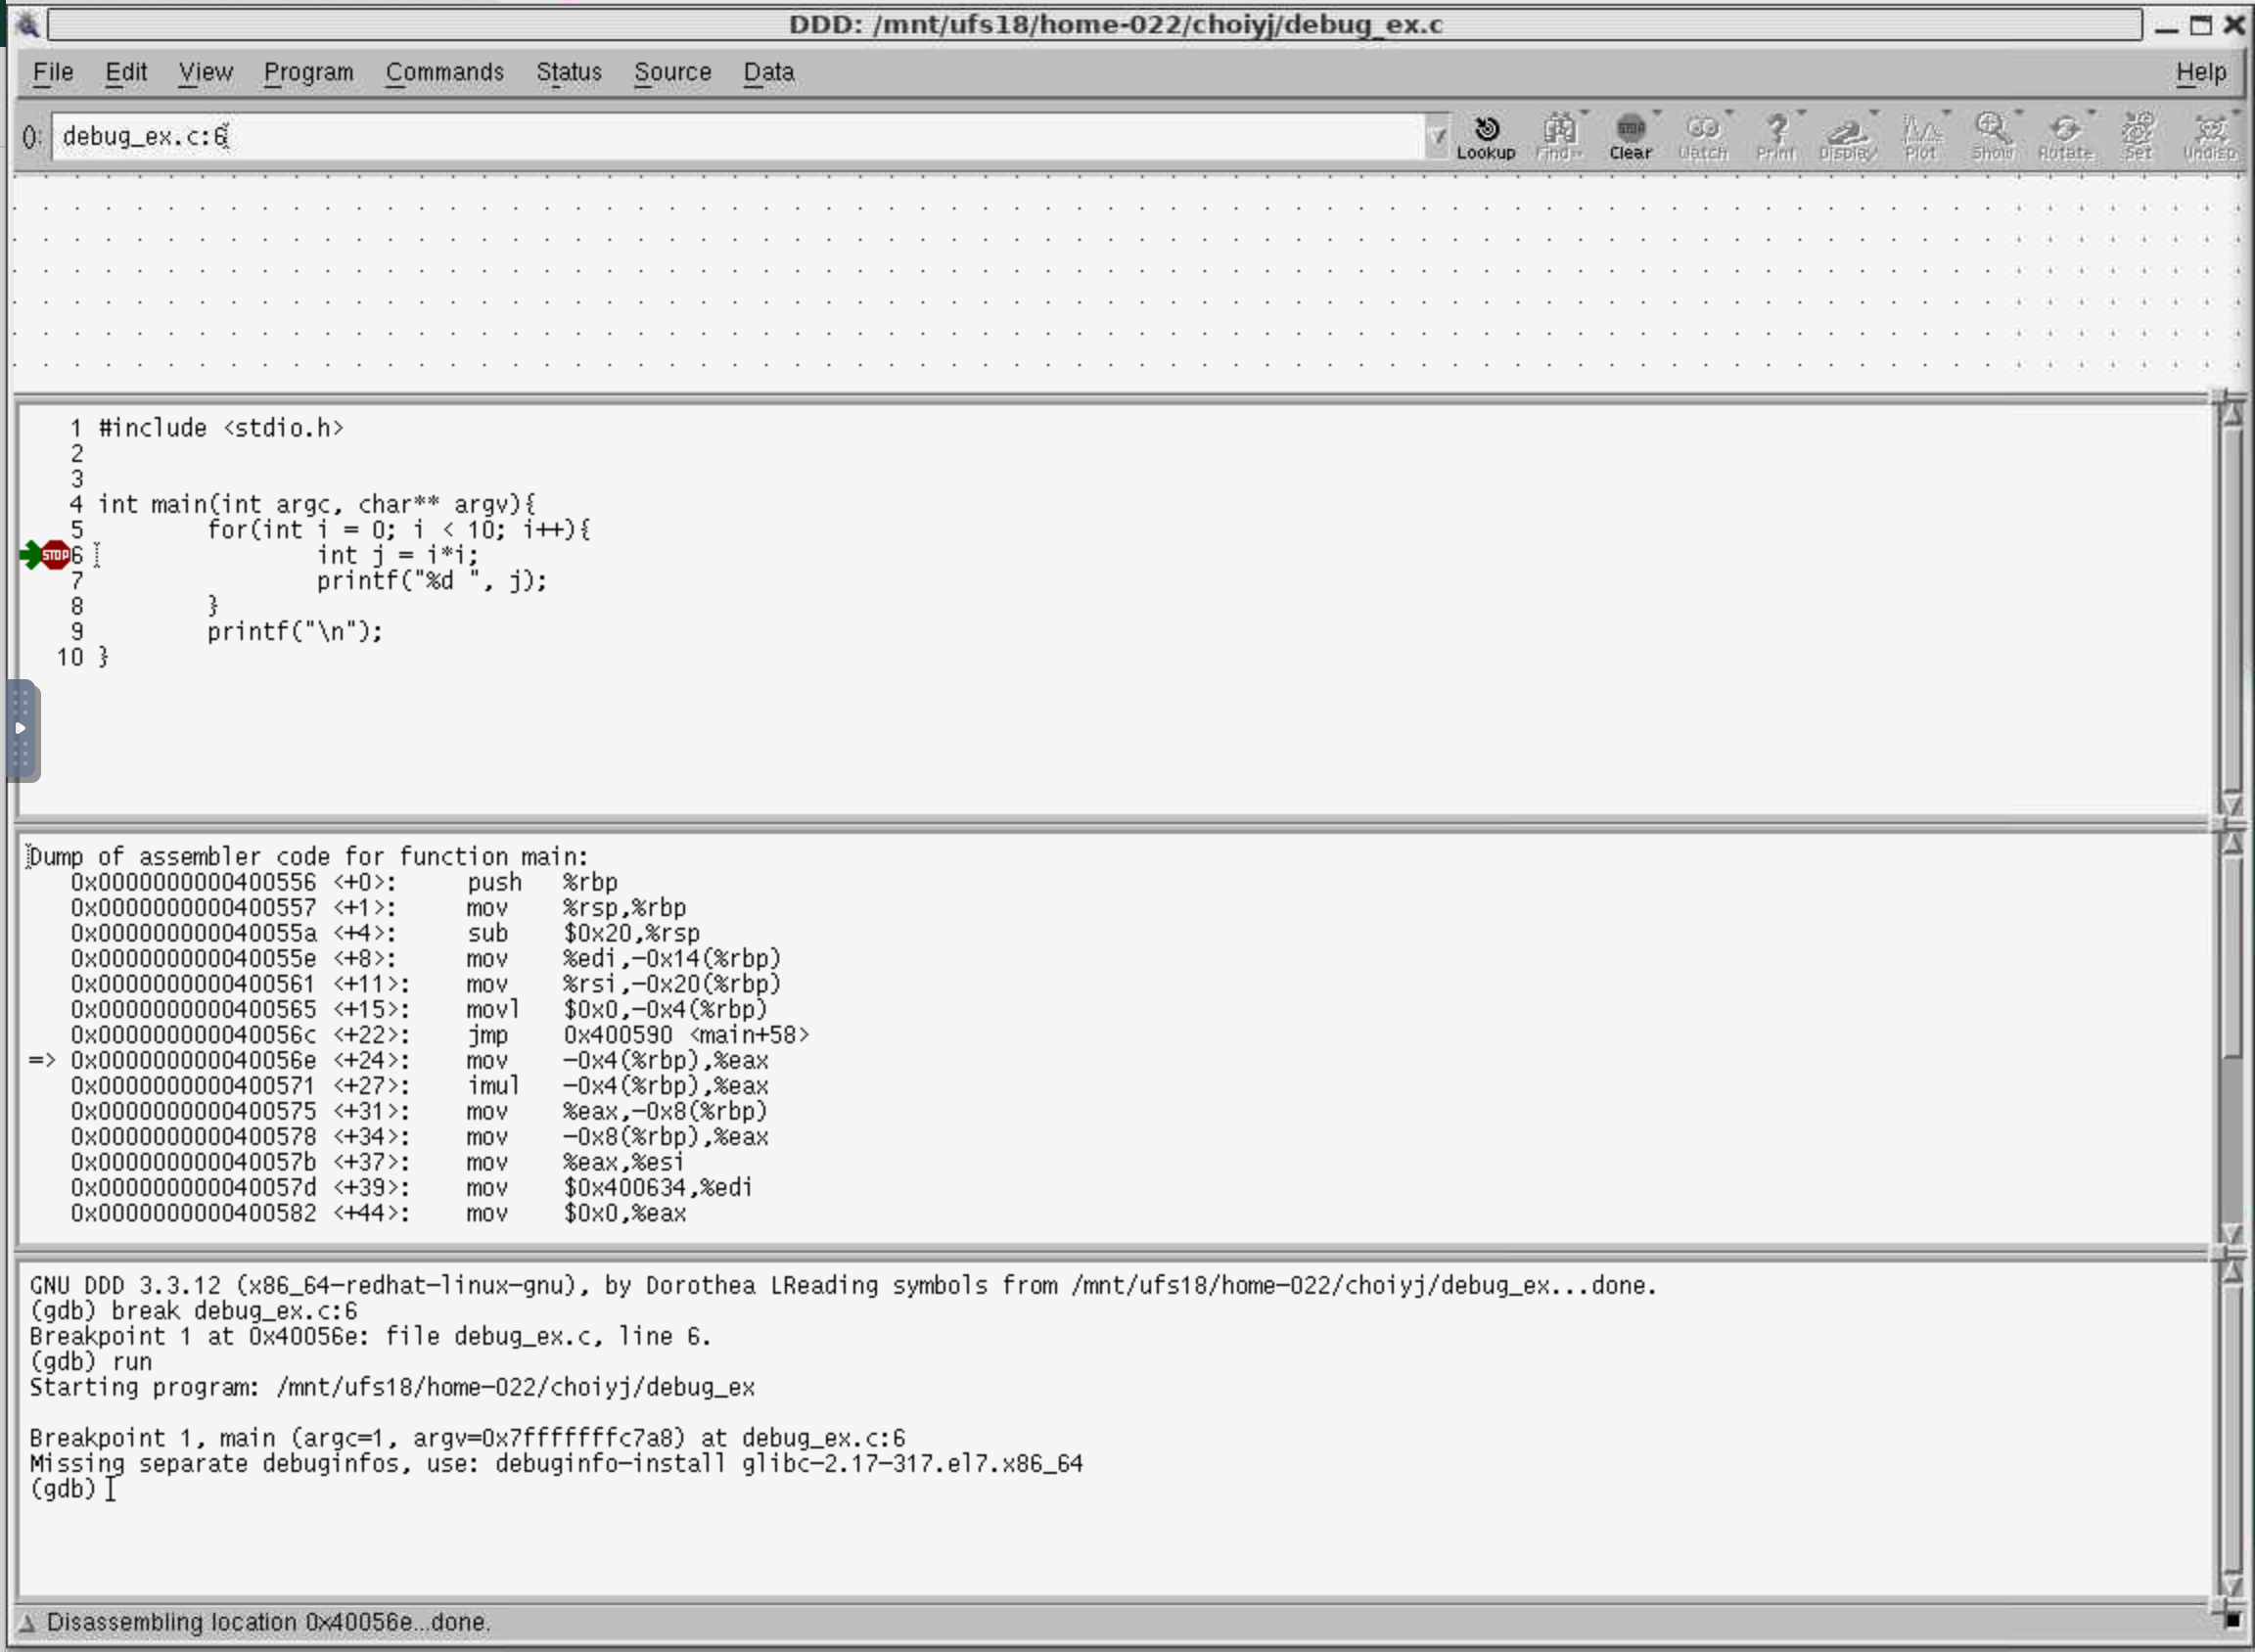 DDD: /mnt/ufs18/home-022/choiyj/debug_ex.c
File Edit View Program Commands Status Source Data Help
(): debug_ex.c:6
Lookup Find Clear Watch Print Display Plot Show Rotate Set Undisp
1 #include <stdio.h>
2
3
4 int main(int argc, char** argv){
5 for(int i = 0; i < 10; i++){
STOP 6 int j = i*i;
7 printf("%d ", j);
8 }
9 printf("\n");
10 }
Dump of assembler code for function main:
0x0000000000400556 <+0>: push %rbp
0x0000000000400557 <+1>: mov %rsp,%rbp
0x000000000040055a <+4>: sub $0x20,%rsp
0x000000000040055e <+8>: mov %edi,-0x14(%rbp)
0x0000000000400561 <+11>: mov %rsi,-0x20(%rbp)
0x0000000000400565 <+15>: movl $0x0,-0x4(%rbp)
0x000000000040056c <+22>: jmp 0x400590 <main+58>
=> 0x000000000040056e <+24>: mov -0x4(%rbp),%eax
0x0000000000400571 <+27>: imul -0x4(%rbp),%eax
0x0000000000400575 <+31>: mov %eax,-0x8(%rbp)
0x0000000000400578 <+34>: mov -0x8(%rbp),%eax
0x000000000040057b <+37>: mov %eax,%esi
0x000000000040057d <+39>: mov $0x400634,%edi
0x0000000000400582 <+44>: mov $0x0,%eax
GNU DDD 3.3.12 (x86_64-redhat-linux-gnu), by Dorothea LReading symbols from /mnt/ufs18/home-022/choiyj/debug_ex...done.
(gdb) break debug_ex.c:6
Breakpoint 1 at 0x40056e: file debug_ex.c, line 6.
(gdb) run
Starting program: /mnt/ufs18/home-022/choiyj/debug_ex
Breakpoint 1, main (argc=1, argv=0x7fffffffc7a8) at debug_ex.c:6
Missing separate debuginfos, use: debuginfo-install glibc-2.17-317.el7.x86_64
(gdb)
Disassembling location 0x40056e...done.